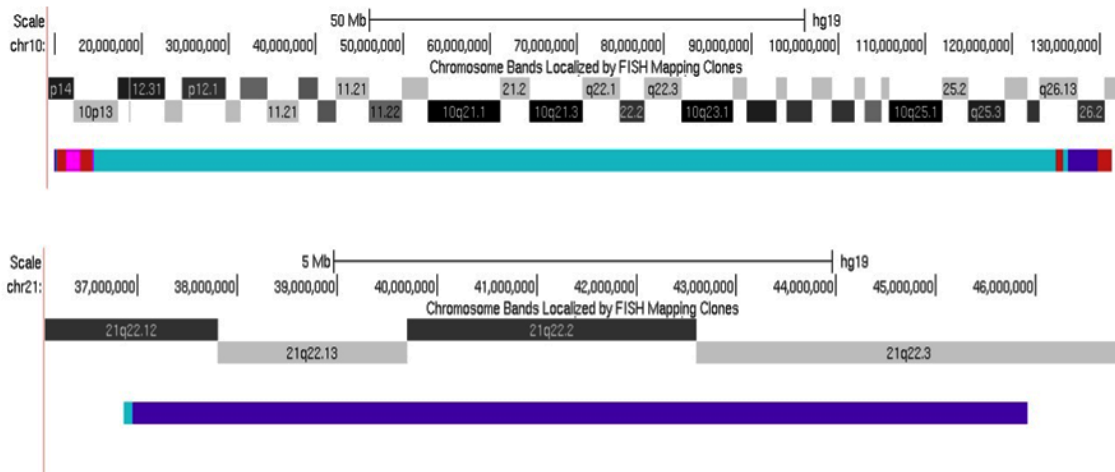 Scale 50 Mb hg19
chr10: 20,000,000 30,000,000 40,000,000 50,000,000 60,000,000 70,000,000 80,000,000 90,000,000 100,000,000 110,000,000 120,000,000 130,000,000
Chromosome Bands Localized by FISH Mapping Clones
p14 12.31 p12.1 11.21 21.2 q22.1 q22.3 25.2 q26.13
10p13 11.21 11.22 10q21.1 10q21.3 22.2 10q23.1 10q25.1 q25.3 26.2
Scale 5 Mb hg19
chr21: 37,000,000 38,000,000 39,000,000 40,000,000 41,000,000 42,000,000 43,000,000 44,000,000 45,000,000 46,000,000
Chromosome Bands Localized by FISH Mapping Clones
21q22.12 21q22.2
21q22.13 21q22.3